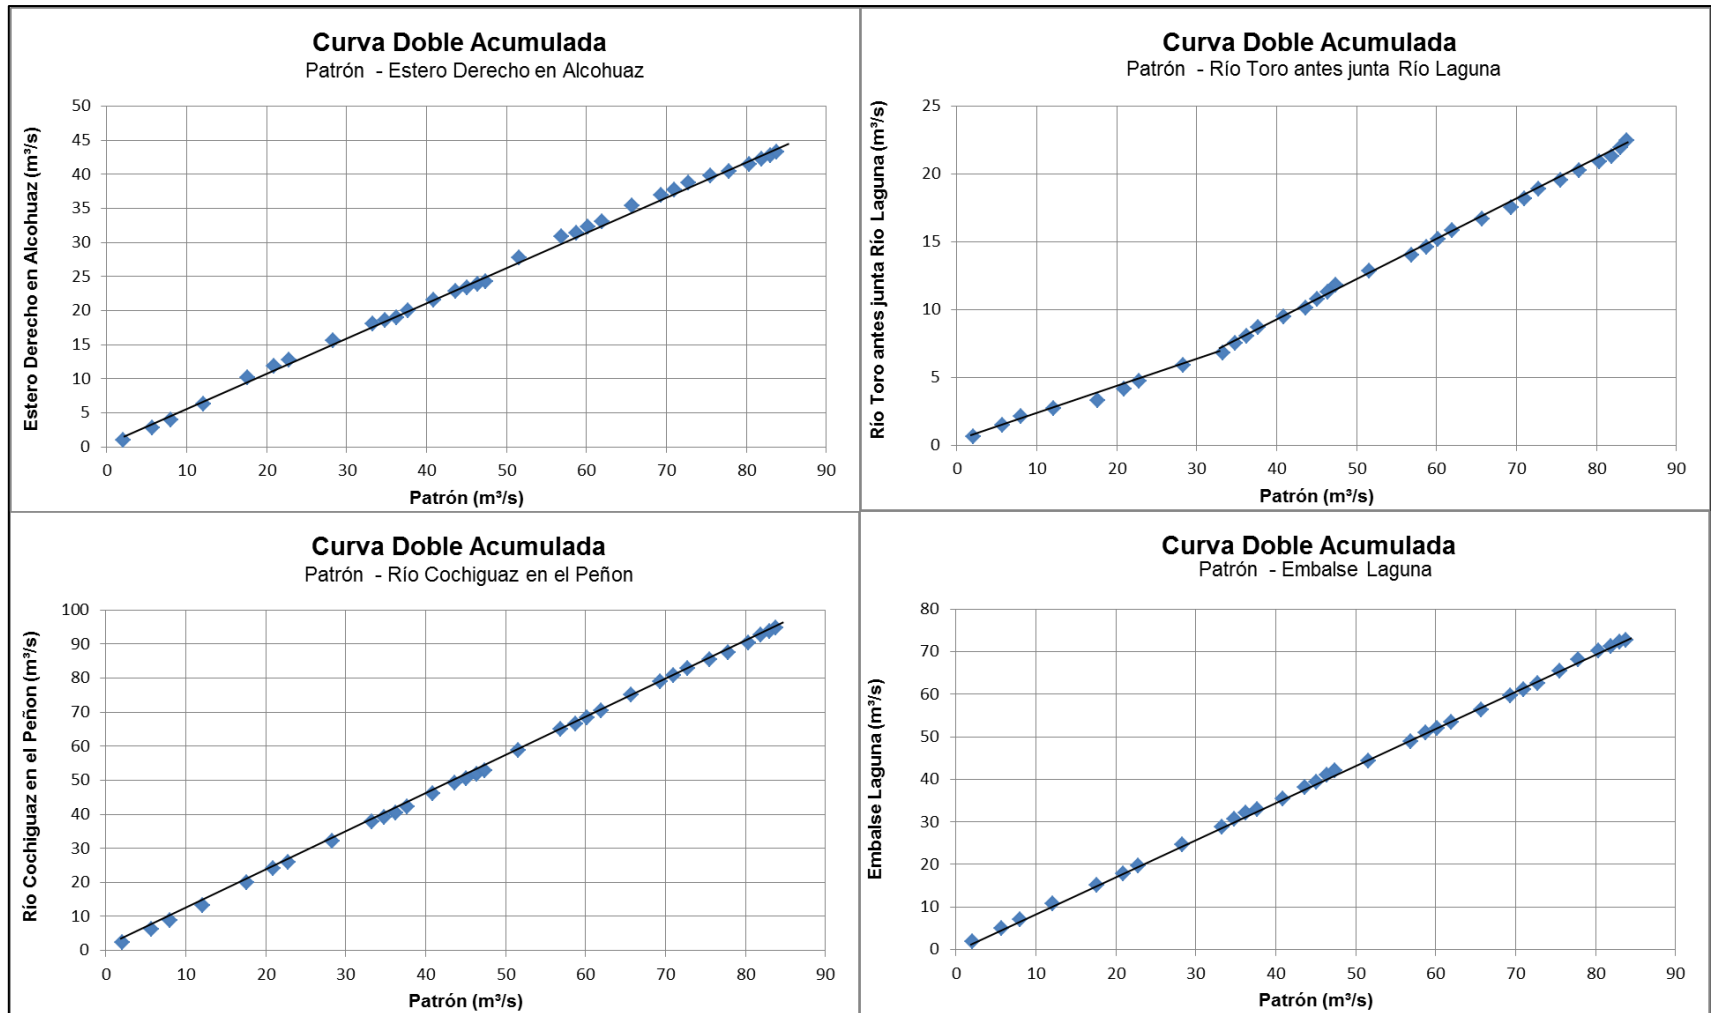 Curva Doble Acumulada
Patrón - Estero Derecho en Alcohuaz
Estero Derecho en Alcohuaz (m³/s)
50
45
40
35
30
25
20
15
10
5
0
0 10 20 30 40 50 60 70 80 90
Patrón (m³/s)
Curva Doble Acumulada
Patrón - Río Toro antes junta Río Laguna
Río Toro antes junta Río Laguna (m³/s)
25
20
15
10
5
0
0 10 20 30 40 50 60 70 80 90
Patrón (m³/s)
Curva Doble Acumulada
Patrón - Río Cochiguaz en el Peñon
Río Cochiguaz en el Peñon (m³/s)
100
90
80
70
60
50
40
30
20
10
0
0 10 20 30 40 50 60 70 80 90
Patrón (m³/s)
Curva Doble Acumulada
Patrón - Embalse Laguna
Embalse Laguna (m³/s)
80
70
60
50
40
30
20
10
0
0 10 20 30 40 50 60 70 80 90
Patrón (m³/s)